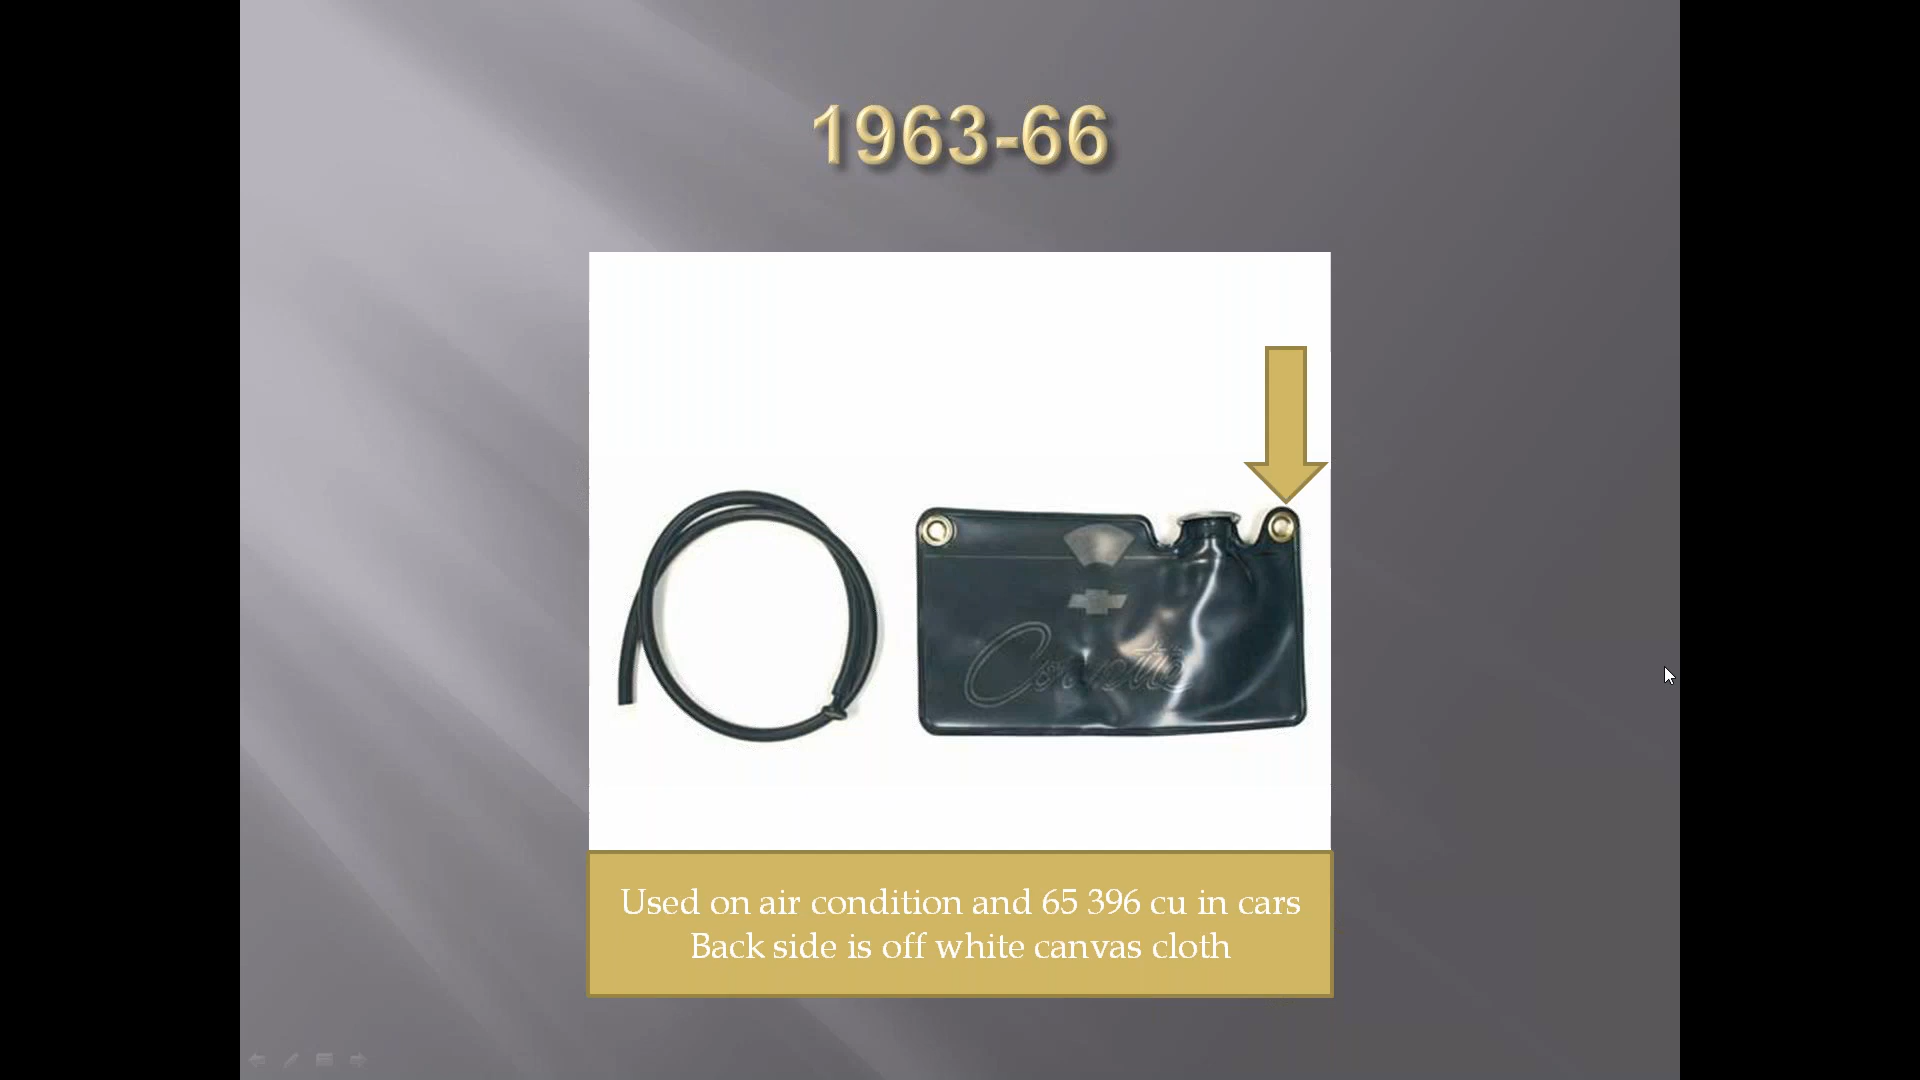 1963-66
Corvette
Used on air condition and 65 396 cu in cars
Back side is off white canvas cloth